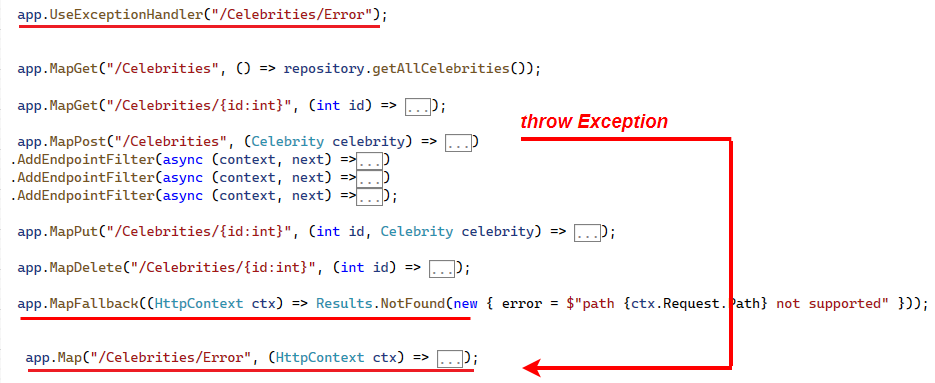 app.UseExceptionHandler("/Celebrities/Error");
app.MapGet("/Celebrities", () => repository.getAllCelebrities());
app.MapGet("/Celebrities/{id:int}", (int id) => ...);
throw Exception
app.MapPost("/Celebrities", (Celebrity celebrity) => ...)
.AddEndpointFilter(async (context, next) =>...)
.AddEndpointFilter(async (context, next) =>...)
.AddEndpointFilter(async (context, next) =>...);
app.MapPut("/Celebrities/{id:int}", (int id, Celebrity celebrity) => ...);
app.MapDelete("/Celebrities/{id:int}", (int id) => ...);
app.MapFallback((HttpContext ctx) => Results.NotFound(new { error = $"path {ctx.Request.Path} not supported" }));
app.Map("/Celebrities/Error", (HttpContext ctx) => ...);